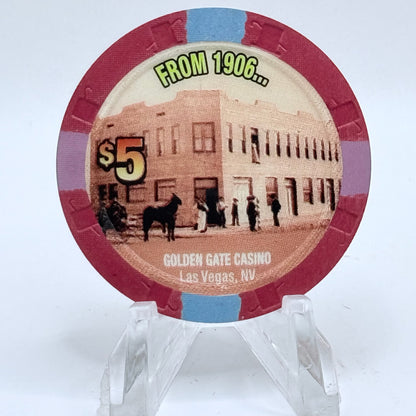 FROM 1906...
$5
GOLDEN GATE CASINO
Las Vegas, NV